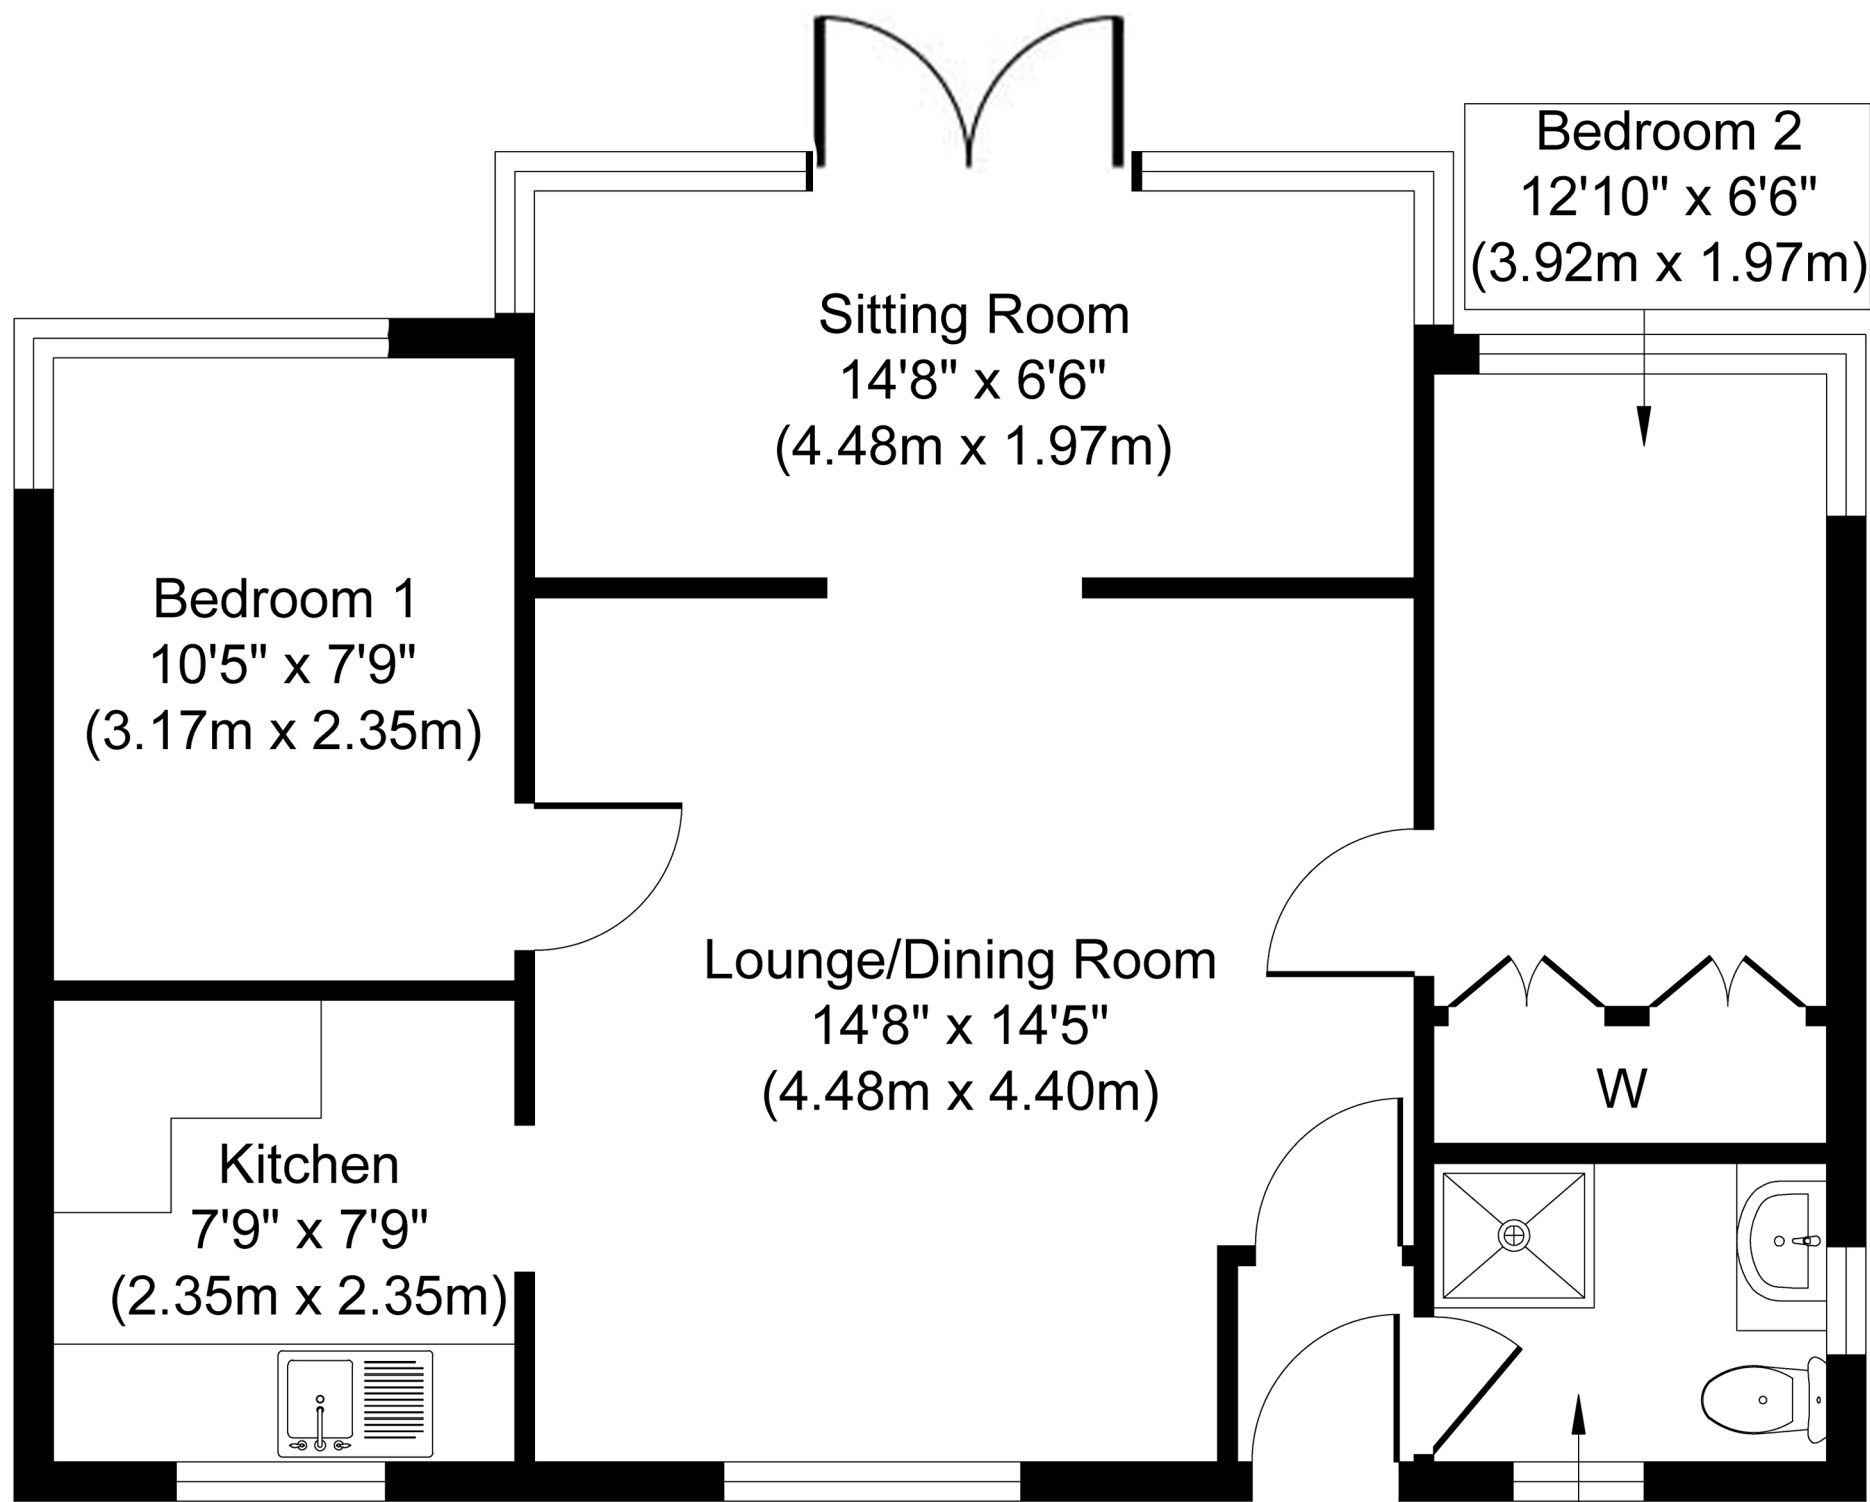 Bedroom 2
12'10" x 6'6"
(3.92m x 1.97m)
Sitting Room
14'8" x 6'6"
(4.48m x 1.97m)
Bedroom 1
10'5" x 7'9"
(3.17m x 2.35m)
Lounge/Dining Room
14'8" x 14'5"
(4.48m x 4.40m)
W
Kitchen
7'9" x 7'9"
(2.35m x 2.35m)